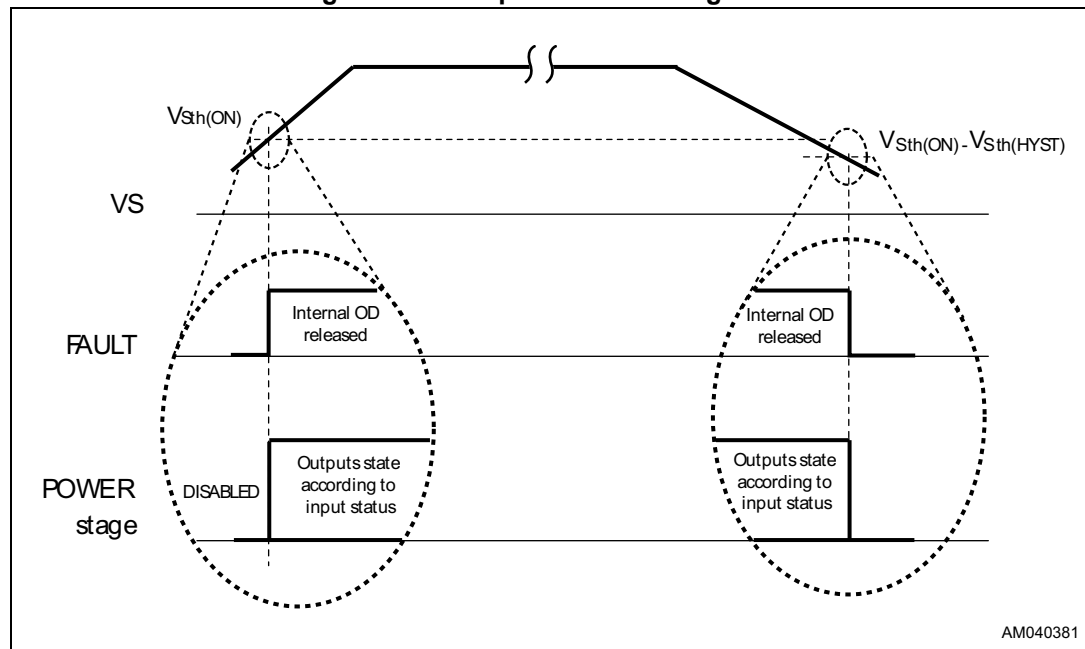 VSth(ON)
VSth(ON)-VSth(HYST)
VS
Internal OD
released
Internal OD
released
FAULT
POWER
stage
DISABLED
Outputs state
according to
input status
Outputs state
according to
input status
AM040381